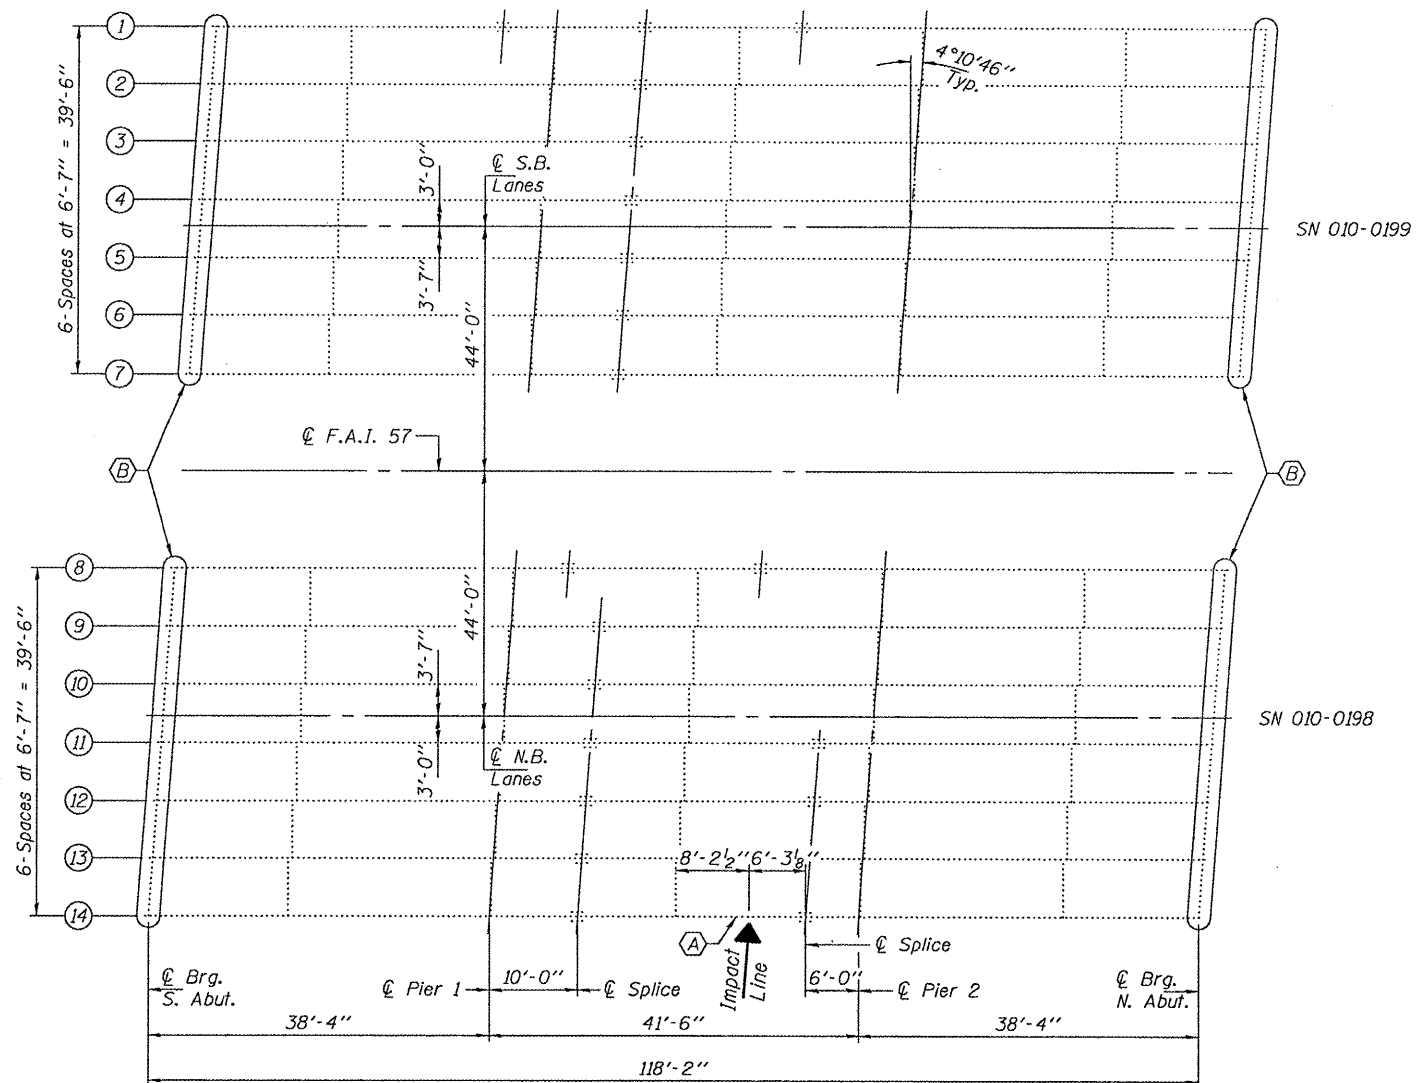 1
2
3
4
5
6
7
6-Spaces at 6'-7" = 39'-6"
4°10'46"
Typ.
3'-0"
℄ S.B.
Lanes
3'-7"
44'-0"
SN 010-0199
℄ F.A.I. 57
B
B
8
9
10
11
12
13
14
6-Spaces at 6'-7" = 39'-6"
44'-0"
3'-7"
3'-0"
℄ N.B.
Lanes
SN 010-0198
8'-2½"
6'-3⅛"
A
Impact
Line
℄ Splice
℄ Brg.
S. Abut.
℄ Pier 1
10'-0"
℄ Splice
6'-0"
℄ Pier 2
℄ Brg.
N. Abut.
38'-4"
41'-6"
38'-4"
118'-2"